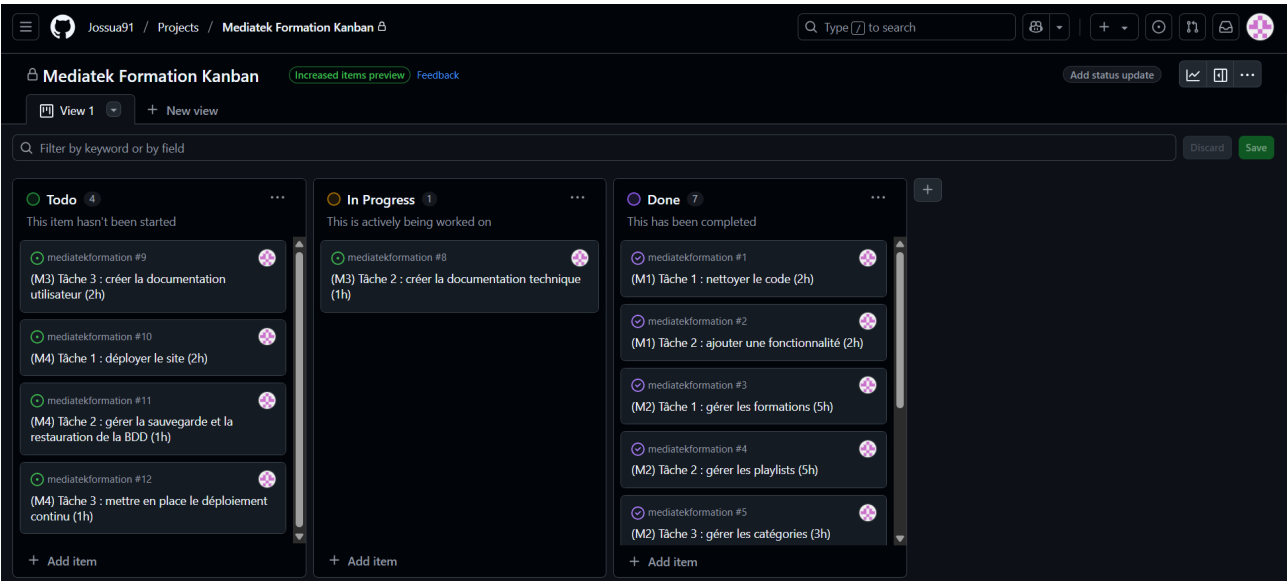 Jossua91 / Projects / Mediatek Formation Kanban
Type / to search
Mediatek Formation Kanban
Increased items preview
Feedback
Add status update
View 1
New view
Filter by keyword or by field
Discard
Save
Todo 4
This item hasn't been started
mediatekformation #9
(M3) Tâche 3 : créer la documentation
utilisateur (2h)
mediatekformation #10
(M4) Tâche 1 : déployer le site (2h)
mediatekformation #11
(M4) Tâche 2 : gérer la sauvegarde et la
restauration de la BDD (1h)
mediatekformation #12
(M4) Tâche 3 : mettre en place le déploiement
continu (1h)
Add item
In Progress 1
This is actively being worked on
mediatekformation #8
(M3) Tâche 2 : créer la documentation technique
(1h)
Add item
Done 7
This has been completed
mediatekformation #1
(M1) Tâche 1 : nettoyer le code (2h)
mediatekformation #2
(M1) Tâche 2 : ajouter une fonctionnalité (2h)
mediatekformation #3
(M2) Tâche 1 : gérer les formations (5h)
mediatekformation #4
(M2) Tâche 2 : gérer les playlists (5h)
mediatekformation #5
(M2) Tâche 3 : gérer les catégories (3h)
Add item